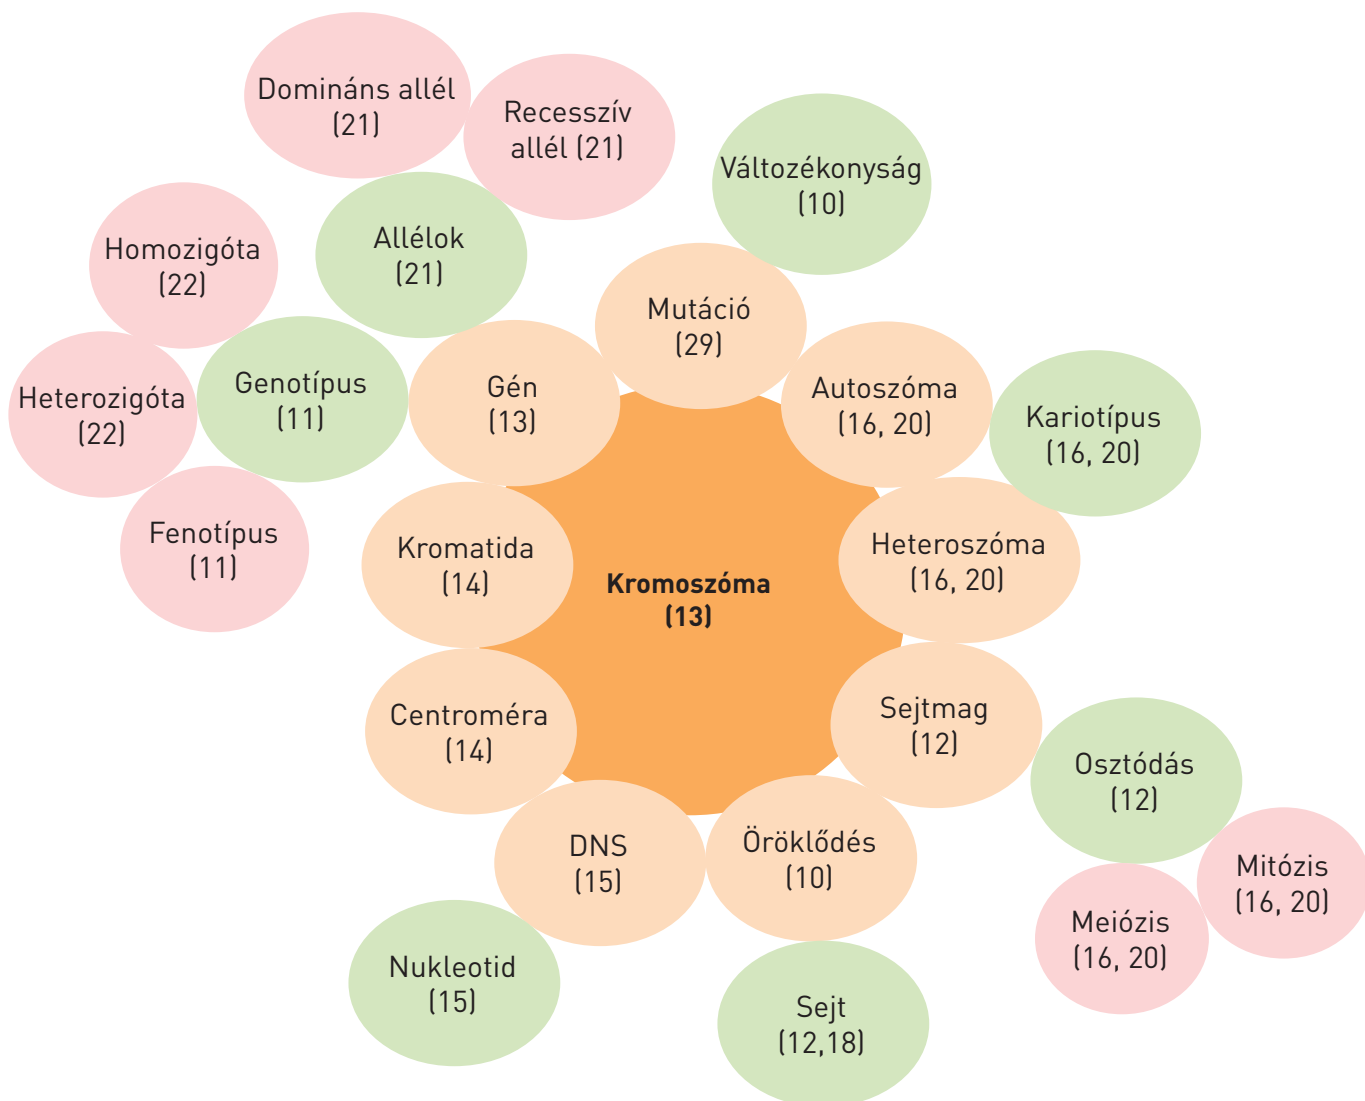 Domináns allél
(21)
Recesszív
allél (21)
Változékonyság
(10)
Allélok
(21)
Homozigóta
(22)
Mutáció
(29)
Genotípus
(11)
Gén
(13)
Autoszóma
(16, 20)
Kariotípus
(16, 20)
Heterozigóta
(22)
Fenotípus
(11)
Kromatida
(14)
Kromoszóma
(13)
Heteroszóma
(16, 20)
Centroméra
(14)
Sejtmag
(12)
Osztódás
(12)
DNS
(15)
Öröklődés
(10)
Mitózis
(16, 20)
Meiózis
(16, 20)
Nukleotid
(15)
Sejt
(12,18)